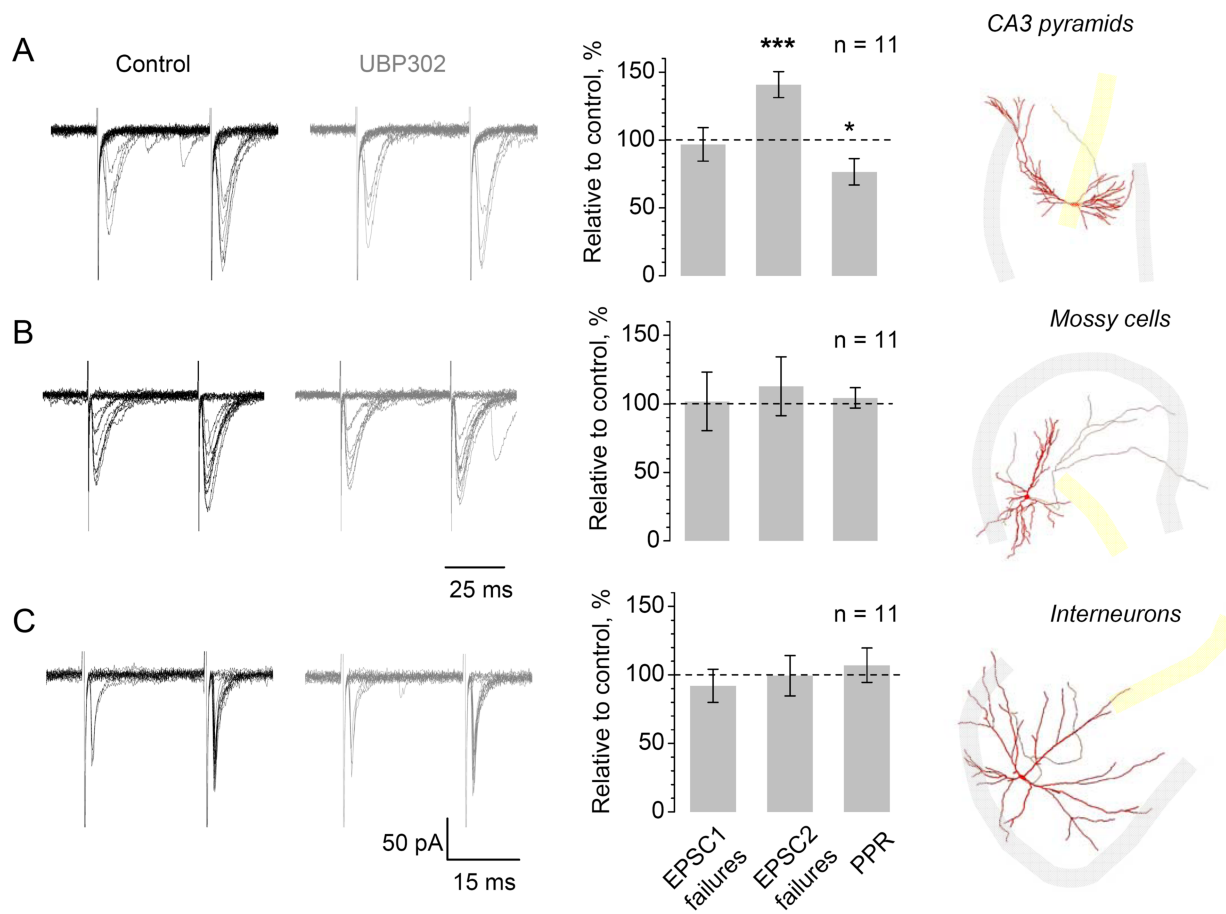 A
Control
UBP302
Relative to control, %
150
100
50
0
***
n = 11
*
CA3 pyramids
B
25 ms
Relative to control, %
150
100
50
0
n = 11
Mossy cells
C
50 pA
15 ms
Relative to control, %
150
100
50
0
n = 11
EPSC1
failures
EPSC2
failures
PPR
Interneurons